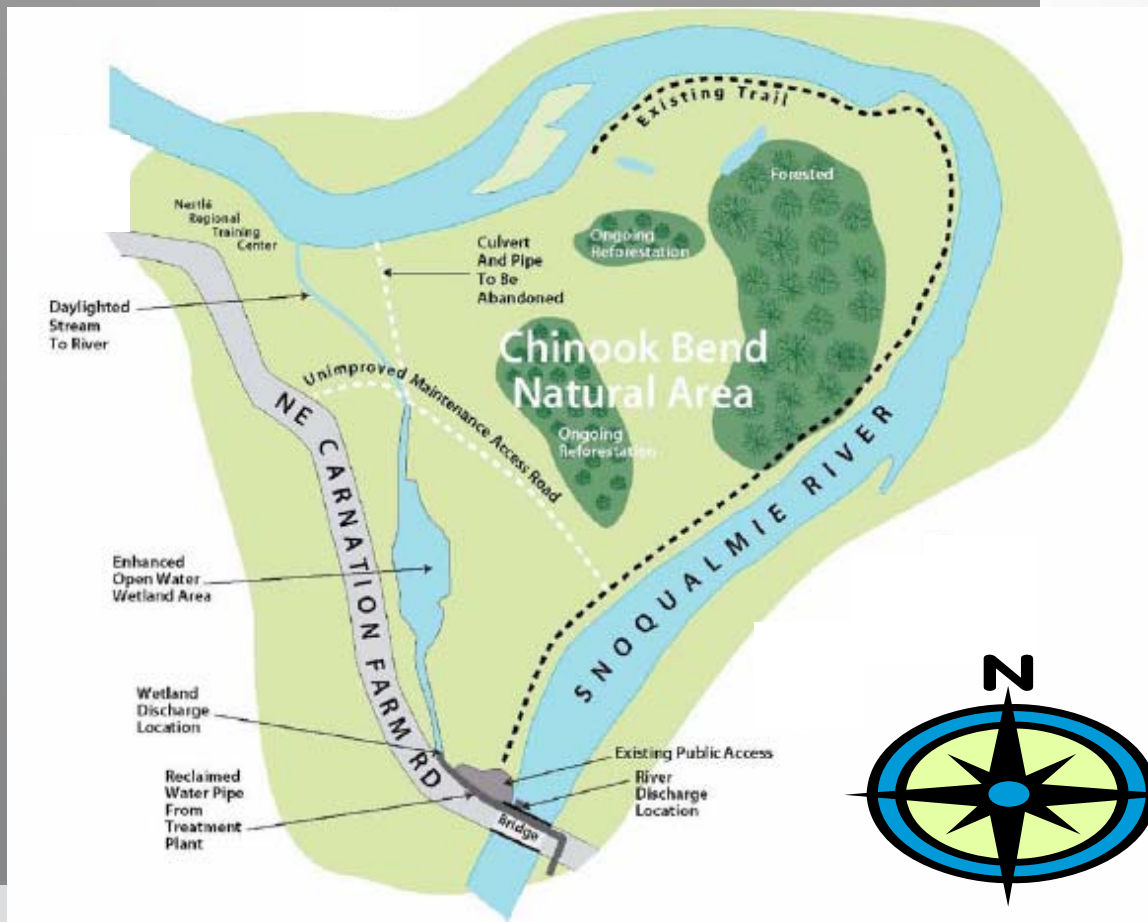 Existing Trail
Forested
Nestlé
Regional
Training
Center
Culvert
And Pipe
To Be
Abandoned
Ongoing
Reforestation
Daylighted
Stream
To River
Chinook Bend
Natural Area
Unimproved Maintenance Access Road
Ongoing
Reforestation
NE CARNATION FARM RD
SNOQUALMIE RIVER
Enhanced
Open Water
Wetland Area
N
Wetland
Discharge
Location
Existing Public Access
Reclaimed
Water Pipe
From
Treatment
Plant
River
Discharge
Location
Bridge